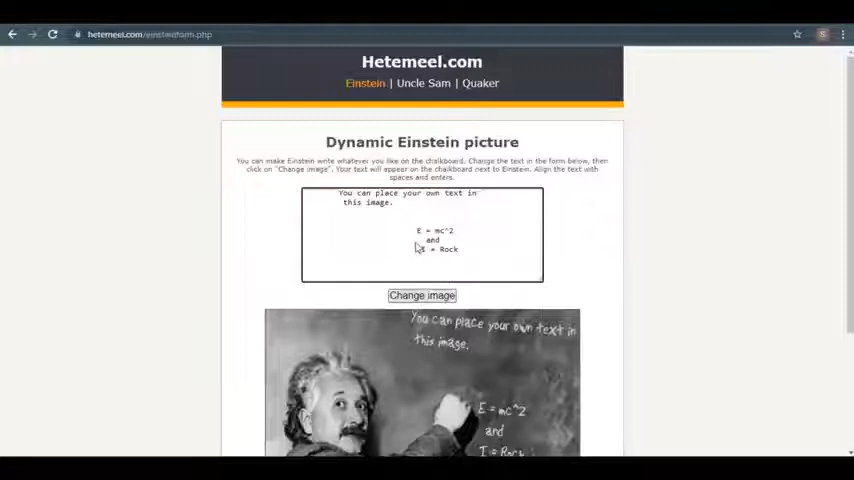 hetemeel.com/einsteinform.php
S
Hetemeel.com
Einstein | Uncle Sam | Quaker
Dynamic Einstein picture
You can make Einstein write whatever you like on the chalkboard. Change the text in the form below, then
click on "Change image". Your text will appear on the chalkboard next to Einstein. Align the text with
spaces and enters.
You can place your own text in
this image.
E = mc^2
and
I = Rock
Change image
You can place your own text in
this image.
E = mc^2
and
I = Rock